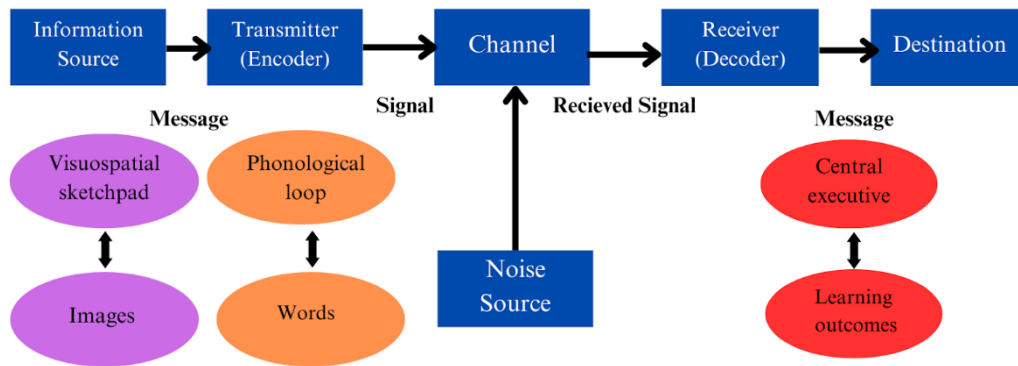 Information
Source
Transmitter
(Encoder)
Channel
Receiver
(Decoder)
Destination
Message
Signal
Recieved Signal
Message
Visuospatial
sketchpad
Phonological
loop
Central
executive
Images
Words
Noise
Source
Learning
outcomes